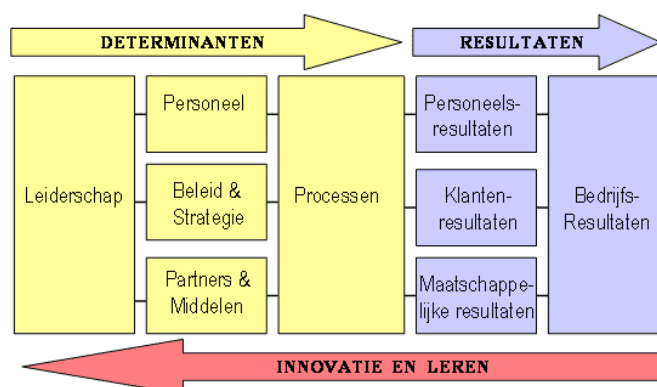 DETERMINANTEN
RESULTATEN
Leiderschap
Personeel
Beleid &
Strategie
Partners &
Middelen
Processen
Personeels-
resultaten
Klanten-
resultaten
Maatschappe-
lijke resultaten
Bedrijfs-
Resultaten
INNOVATIE EN LEREN